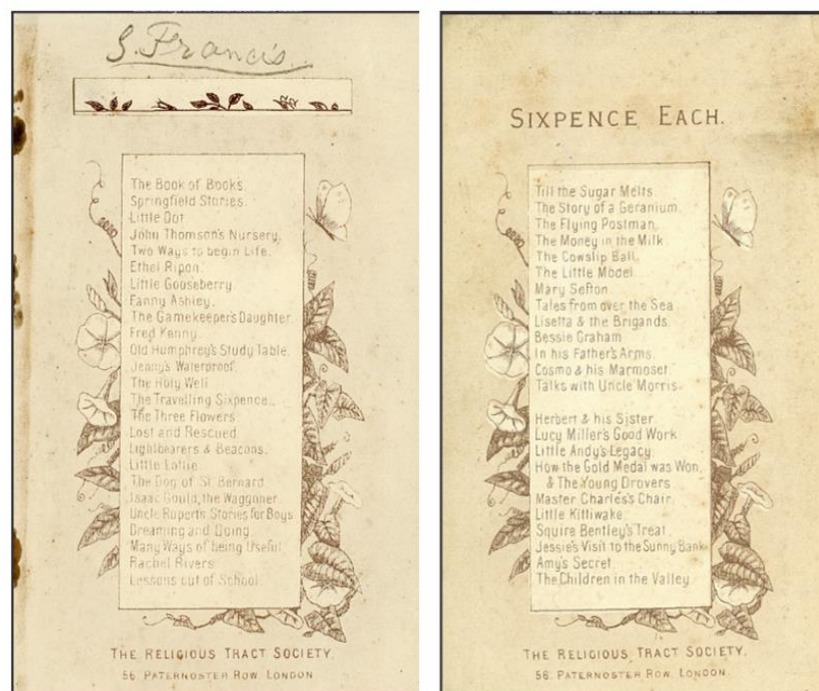 S. Francis.
The Book of Books.
Springfield Stories.
Little Dot
John Thomson's Nursery.
Two Ways to begin Life.
Ethel Ripon.
Little Gooseberry.
Fanny Ashley.
The Gamekeeper's Daughter.
Fred Kenny.
Old Humphrey's Study Table.
Jenny's Waterproof.
The Holy Well
The Travelling Sixpence.
The Three Flowers
Lost and Rescued
Lightbearers & Beacons.
Little Lottie
The Dog of St. Bernard
Isaac Gould, the Waggoner.
Uncle Rupert's Stories for Boys
Dreaming and Doing
Many Ways of being Useful
Rachel Rivers
Lessons out of School
THE RELIGIOUS TRACT SOCIETY,
56 PATERNOSTER ROW, LONDON
SIXPENCE EACH.
Till the Sugar Melts
The Story of a Geranium.
The Flying Postman.
The Money in the Milk
The Cowslip Ball.
The Little Model
Mary Sefton
Tales from over the Sea
Lisetta & the Brigands
Bessie Graham
In his Father's Arms.
Cosmo & his Marmoset
Talks with Uncle Morris
Herbert & his Sister
Lucy Miller's Good Work
Little Andy's Legacy
How the Gold Medal was Won,
& The Young Drovers
Master Charles's Chair
Little Kittiwake
Squire Bentley's Treat
Jessie's Visit to the Sunny Bank
Amy's Secret
The Children in the Valley
THE RELIGIOUS TRACT SOCIETY.
56 PATERNOSTER ROW, LONDON